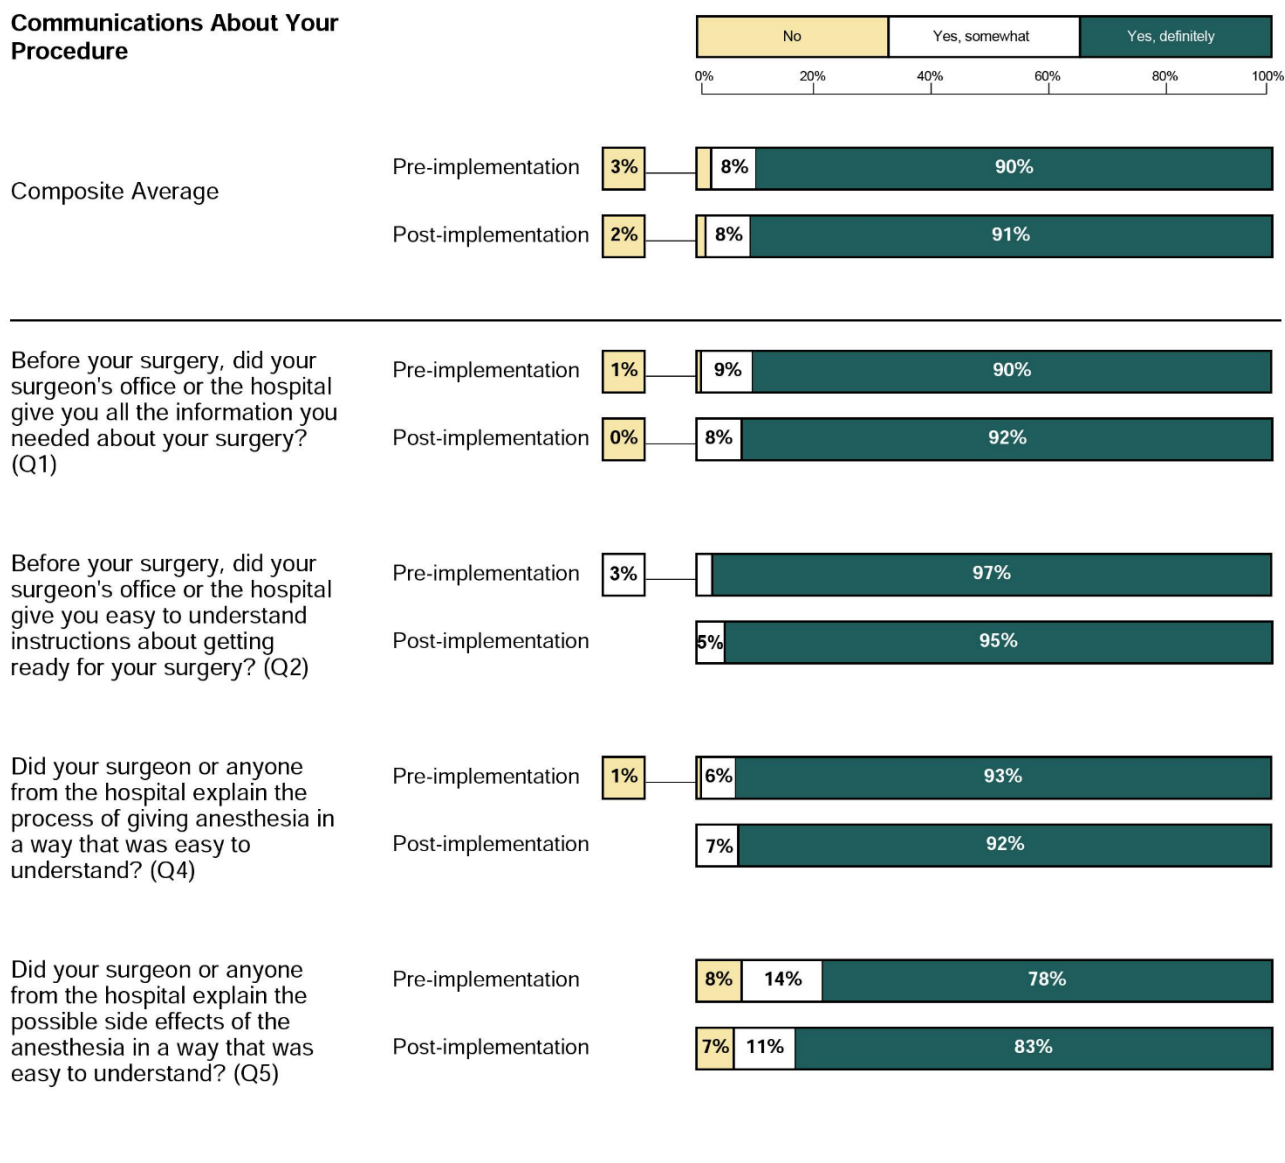 Communications About Your
Procedure
No Yes, somewhat Yes, definitely
0% 20% 40% 60% 80% 100%
Composite Average
Pre-implementation 3% 8% 90%
Post-implementation 2% 8% 91%
Before your surgery, did your
surgeon's office or the hospital
give you all the information you
needed about your surgery?
(Q1)
Pre-implementation 1% 9% 90%
Post-implementation 0% 8% 92%
Before your surgery, did your
surgeon's office or the hospital
give you easy to understand
instructions about getting
ready for your surgery? (Q2)
Pre-implementation 3% 97%
Post-implementation 5% 95%
Did your surgeon or anyone
from the hospital explain the
process of giving anesthesia in
a way that was easy to
understand? (Q4)
Pre-implementation 1% 6% 93%
Post-implementation 7% 92%
Did your surgeon or anyone
from the hospital explain the
possible side effects of the
anesthesia in a way that was
easy to understand? (Q5)
Pre-implementation 8% 14% 78%
Post-implementation 7% 11% 83%